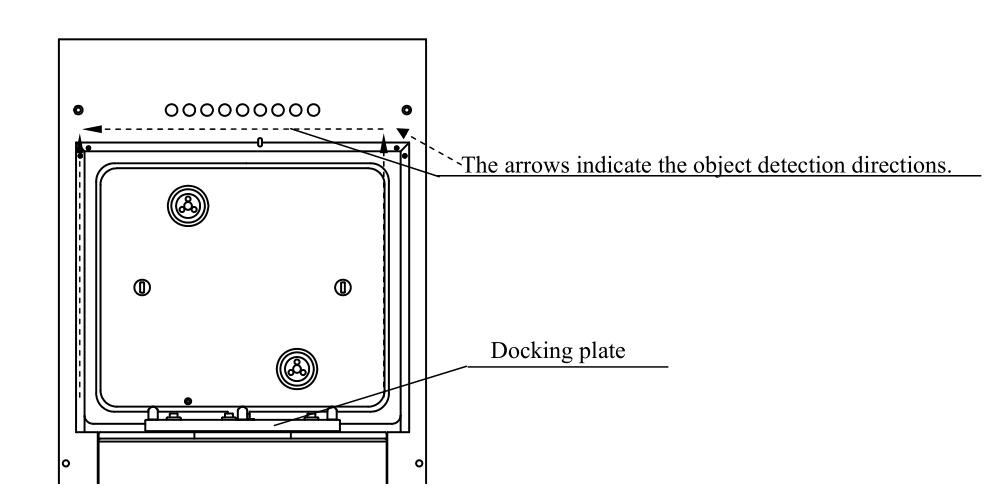 The arrows indicate the object detection directions.
Docking plate